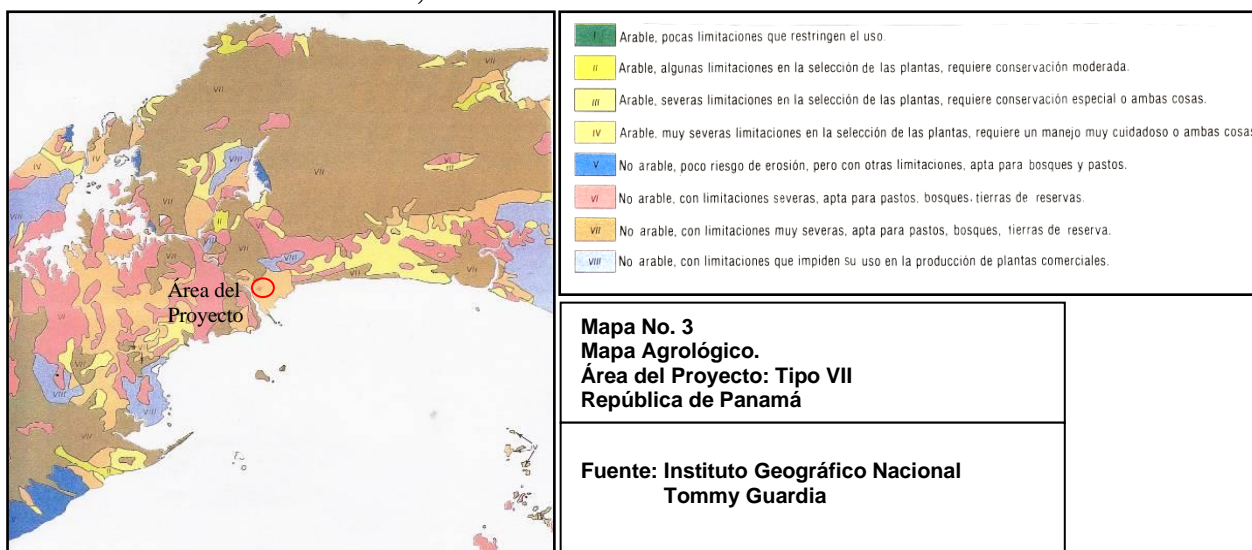 Área del
Proyecto
I Arable, pocas limitaciones que restringen el uso.
II Arable, algunas limitaciones en la selección de las plantas, requiere conservación moderada.
III Arable, severas limitaciones en la selección de las plantas, requiere conservación especial o ambas cosas.
IV Arable, muy severas limitaciones en la selección de las plantas, requiere un manejo muy cuidadoso o ambas cosas
V No arable, poco riesgo de erosión, pero con otras limitaciones, apta para bosques y pastos.
VI No arable, con limitaciones severas, apta para pastos, bosques, tierras de reservas.
VII No arable, con limitaciones muy severas, apta para pastos, bosques, tierras de reserva.
VIII No arable, con limitaciones que impiden su uso en la producción de plantas comerciales.
Mapa No. 3
Mapa Agrológico.
Área del Proyecto: Tipo VII
República de Panamá
Fuente: Instituto Geográfico Nacional
Tommy Guardia